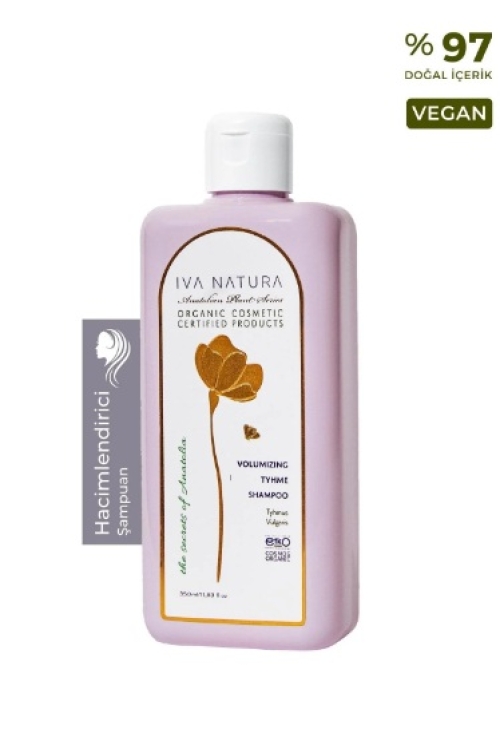 % 97
DOĞAL İÇERİK
VEGAN
IVA NATURA
Anatolian Plant Series
ORGANIC COSMETIC
CERTIFIED PRODUCTS
the secrets of Anatolia
VOLUMIZING
TYHME
SHAMPOO
Tyhmus
Vulgaris
COSMOS
ORGANIC
Hacimlendirici
Şampuan